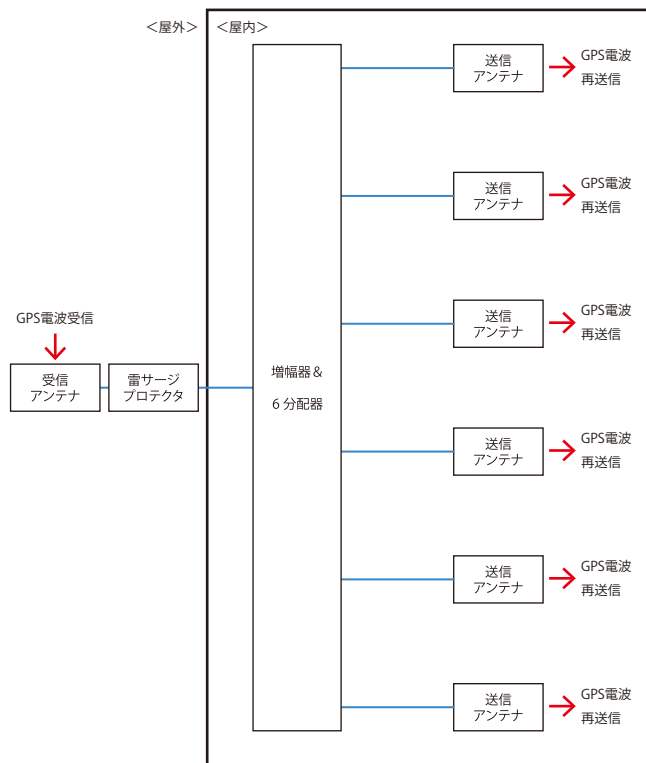 ＜屋外＞
＜屋内＞
送信
アンテナ
GPS電波
再送信
送信
アンテナ
GPS電波
再送信
送信
アンテナ
GPS電波
再送信
GPS電波受信
受信
アンテナ
雷サージ
プロテクタ
増幅器＆
6 分配器
送信
アンテナ
GPS電波
再送信
送信
アンテナ
GPS電波
再送信
送信
アンテナ
GPS電波
再送信